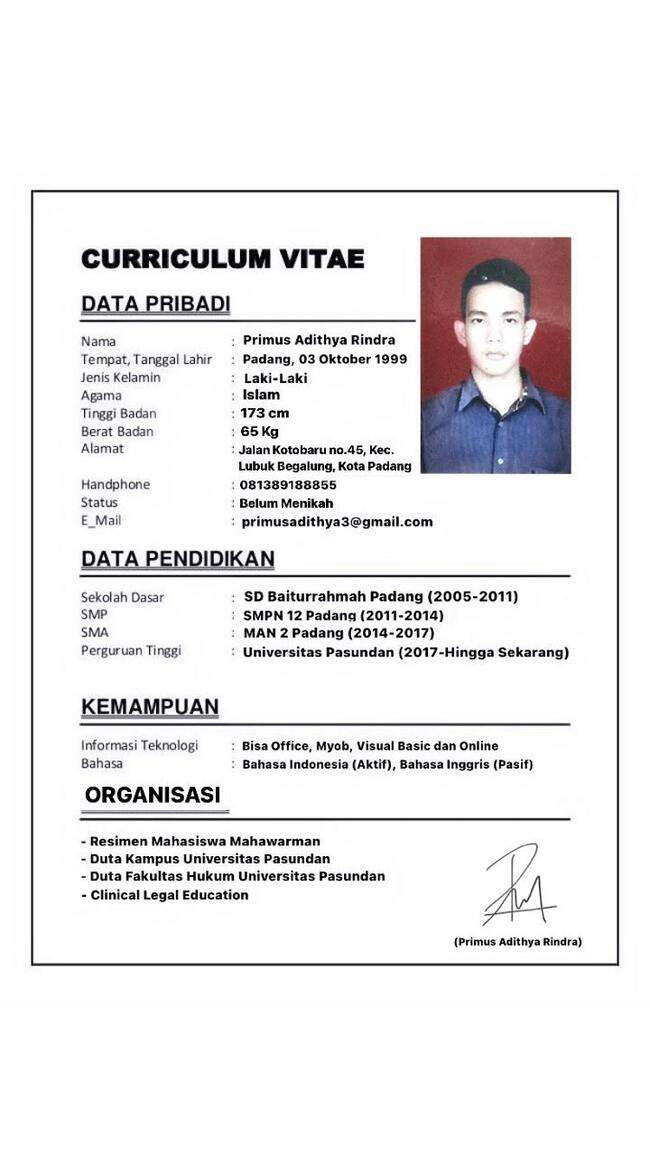 CURRICULUM VITAE
DATA PRIBADI
Nama : Primus Adithya Rindra
Tempat, Tanggal Lahir : Padang, 03 Oktober 1999
Jenis Kelamin : Laki-Laki
Agama : Islam
Tinggi Badan : 173 cm
Berat Badan : 65 Kg
Alamat : Jalan Kotobaru no.45, Kec.
Lubuk Begalung, Kota Padang
Handphone : 081389188855
Status : Belum Menikah
E_Mail : primusadithya3@gmail.com
DATA PENDIDIKAN
Sekolah Dasar : SD Baiturrahmah Padang (2005-2011)
SMP : SMPN 12 Padang (2011-2014)
SMA : MAN 2 Padang (2014-2017)
Perguruan Tinggi : Universitas Pasundan (2017-Hingga Sekarang)
KEMAMPUAN
Informasi Teknologi : Bisa Office, Myob, Visual Basic dan Online
Bahasa : Bahasa Indonesia (Aktif), Bahasa Inggris (Pasif)
ORGANISASI
- Resimen Mahasiswa Mahawarman
- Duta Kampus Universitas Pasundan
- Duta Fakultas Hukum Universitas Pasundan
- Clinical Legal Education
(Primus Adithya Rindra)